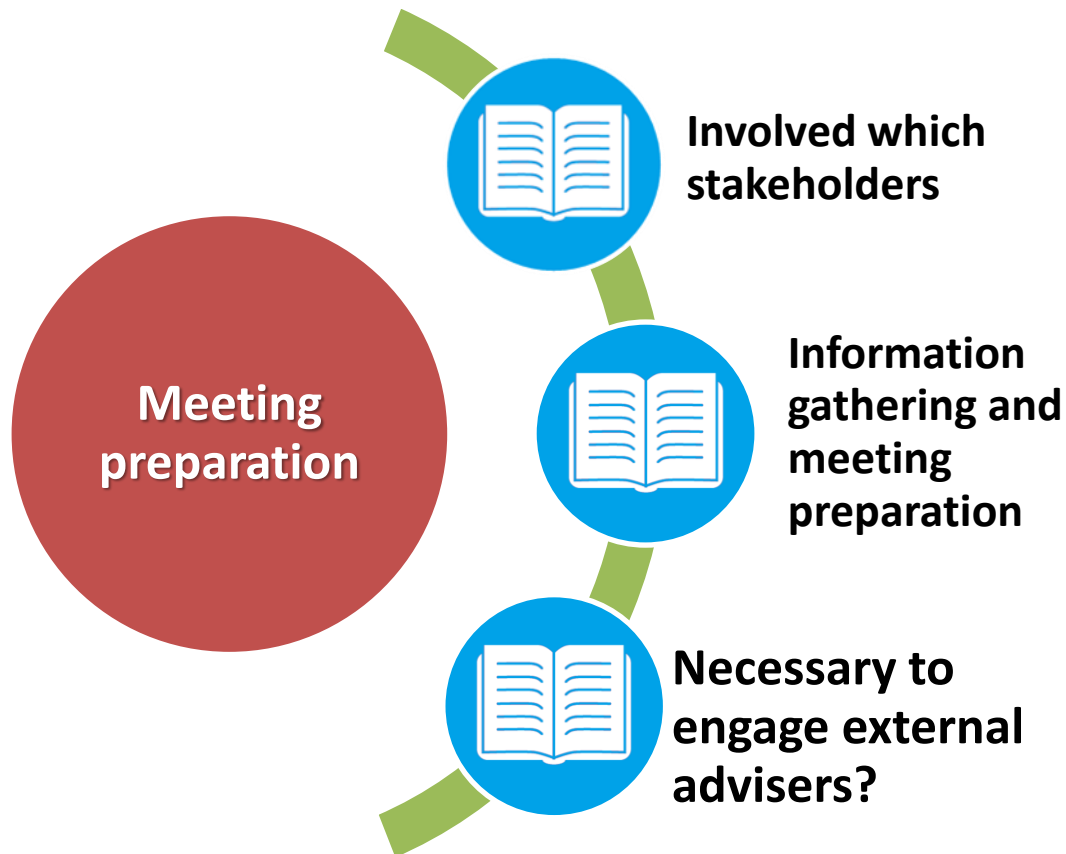 Involved which
stakeholders
Meeting
preparation
Information
gathering and
meeting
preparation
Necessary to
engage external
advisers?